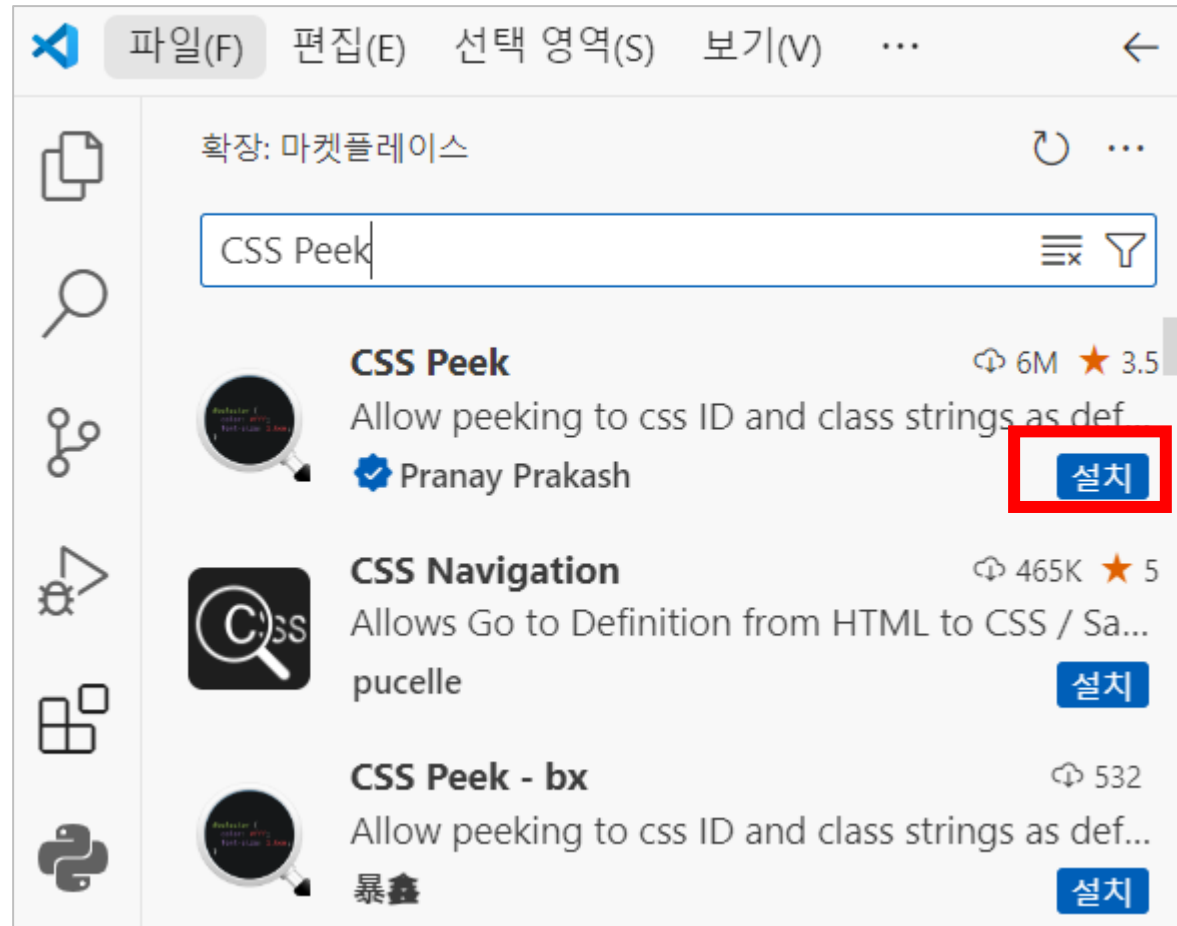 파일(F) 편집(E) 선택 영역(S) 보기(V) ···
확장: 마켓플레이스
CSS Peek
CSS Peek 6M ★ 3.5
Allow peeking to css ID and class strings as def...
Pranay Prakash 설치
CSS Navigation 465K ★ 5
Allows Go to Definition from HTML to CSS / Sa...
pucelle 설치
CSS Peek - bx 532
Allow peeking to css ID and class strings as def...
暴鑫 설치